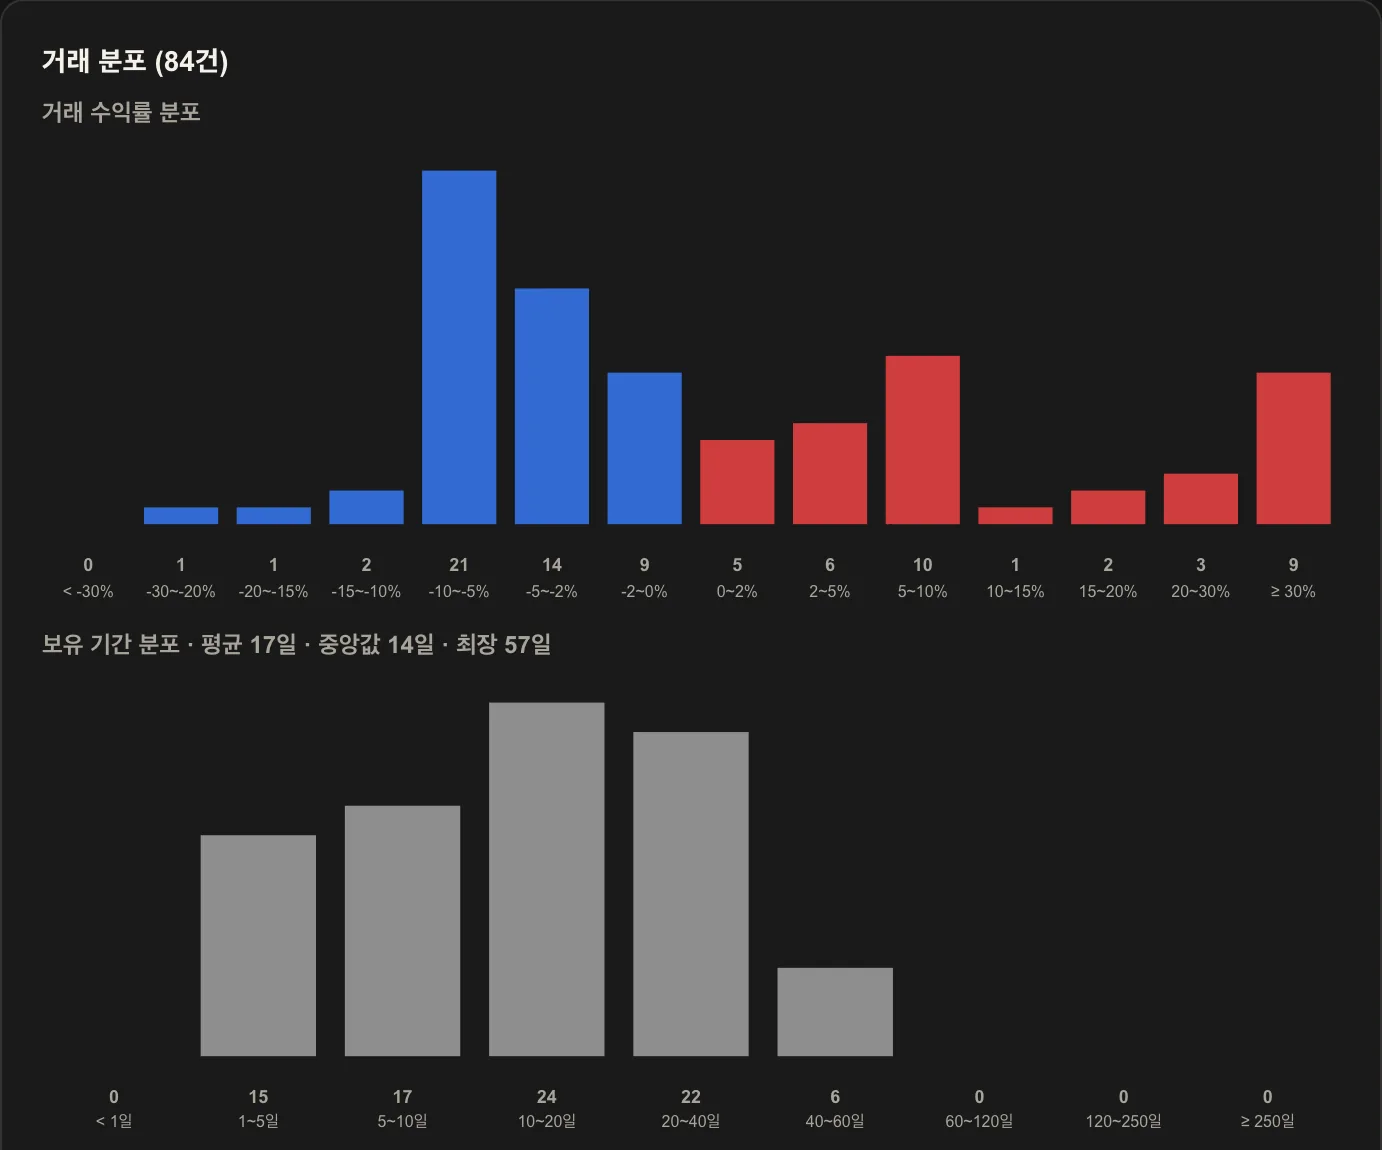 거래 분포 (84건)
거래 수익률 분포
0 1 1 2 21 14 9 5 6 10 1 2 3 9
< -30% -30~-20% -20~-15% -15~-10% -10~-5% -5~-2% -2~0% 0~2% 2~5% 5~10% 10~15% 15~20% 20~30% ≥ 30%
보유 기간 분포 · 평균 17일 · 중앙값 14일 · 최장 57일
0 15 17 24 22 6 0 0 0
< 1일 1~5일 5~10일 10~20일 20~40일 40~60일 60~120일 120~250일 ≥ 250일